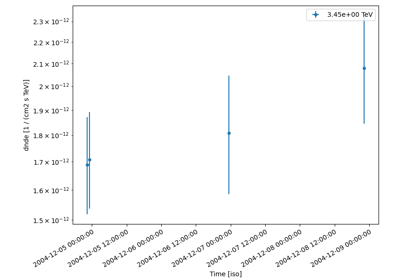 3.45e+00 TeV
2.3 × 10⁻¹²
2.2 × 10⁻¹²
2.1 × 10⁻¹²
2 × 10⁻¹²
1.9 × 10⁻¹²
1.8 × 10⁻¹²
1.7 × 10⁻¹²
1.6 × 10⁻¹²
1.5 × 10⁻¹²
dnde [1 / (cm2 s TeV)]
2004-12-05 00:00:00
2004-12-05 12:00:00
2004-12-06 00:00:00
2004-12-06 12:00:00
2004-12-07 00:00:00
2004-12-07 12:00:00
2004-12-08 00:00:00
2004-12-08 12:00:00
2004-12-09 00:00:00
Time [iso]